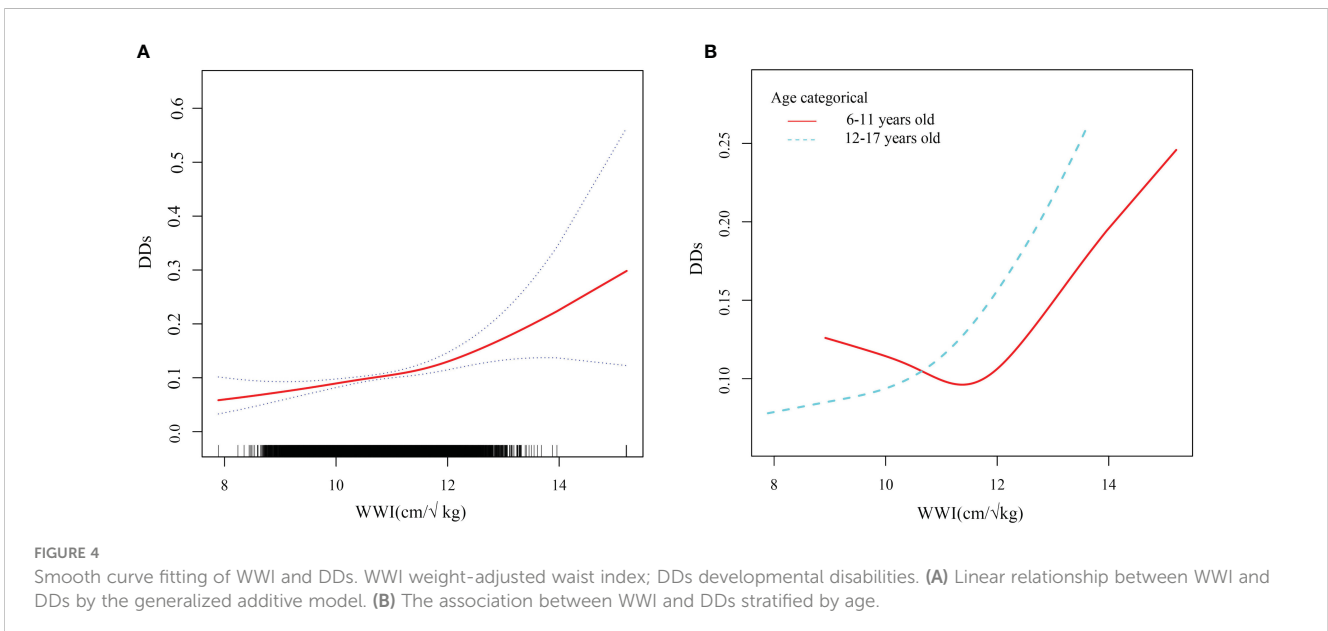 A
0.6
0.5
0.4
0.3
0.2
0.1
0.0
DDs
8 10 12 14
WWI(cm/√ kg)
B
Age categorical
6-11 years old
12-17 years old
0.25
0.20
0.15
0.10
DDs
8 10 12 14
WWI(cm/√kg)
FIGURE 4
Smooth curve fitting of WWI and DDs. WWI weight-adjusted waist index; DDs developmental disabilities. (A) Linear relationship between WWI and
DDs by the generalized additive model. (B) The association between WWI and DDs stratified by age.